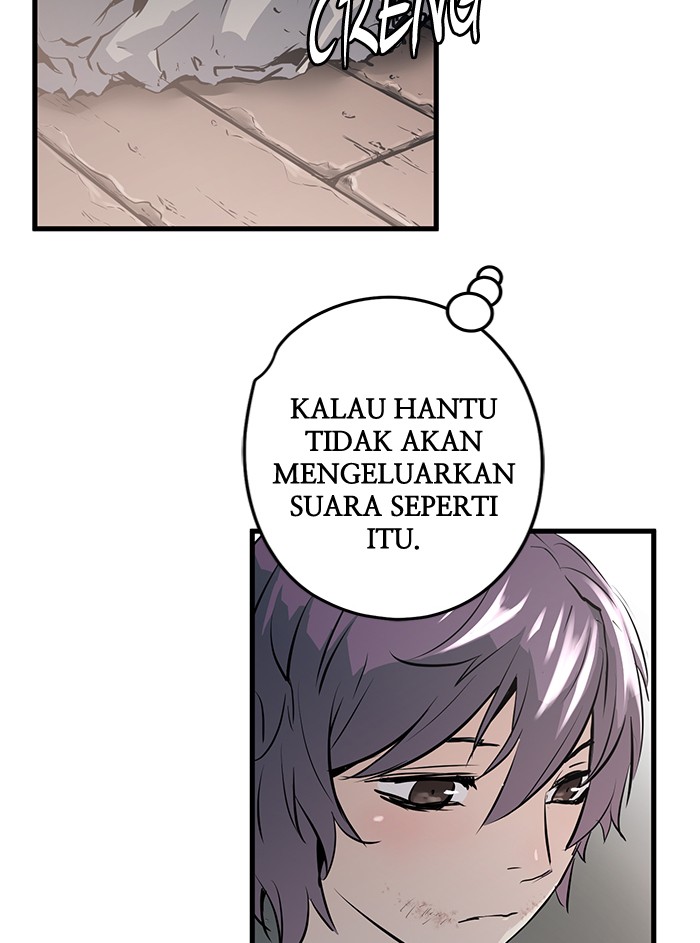 CRENG
KALAU HANTU
TIDAK AKAN
MENGELUARKAN
SUARA SEPERTI
ITU.